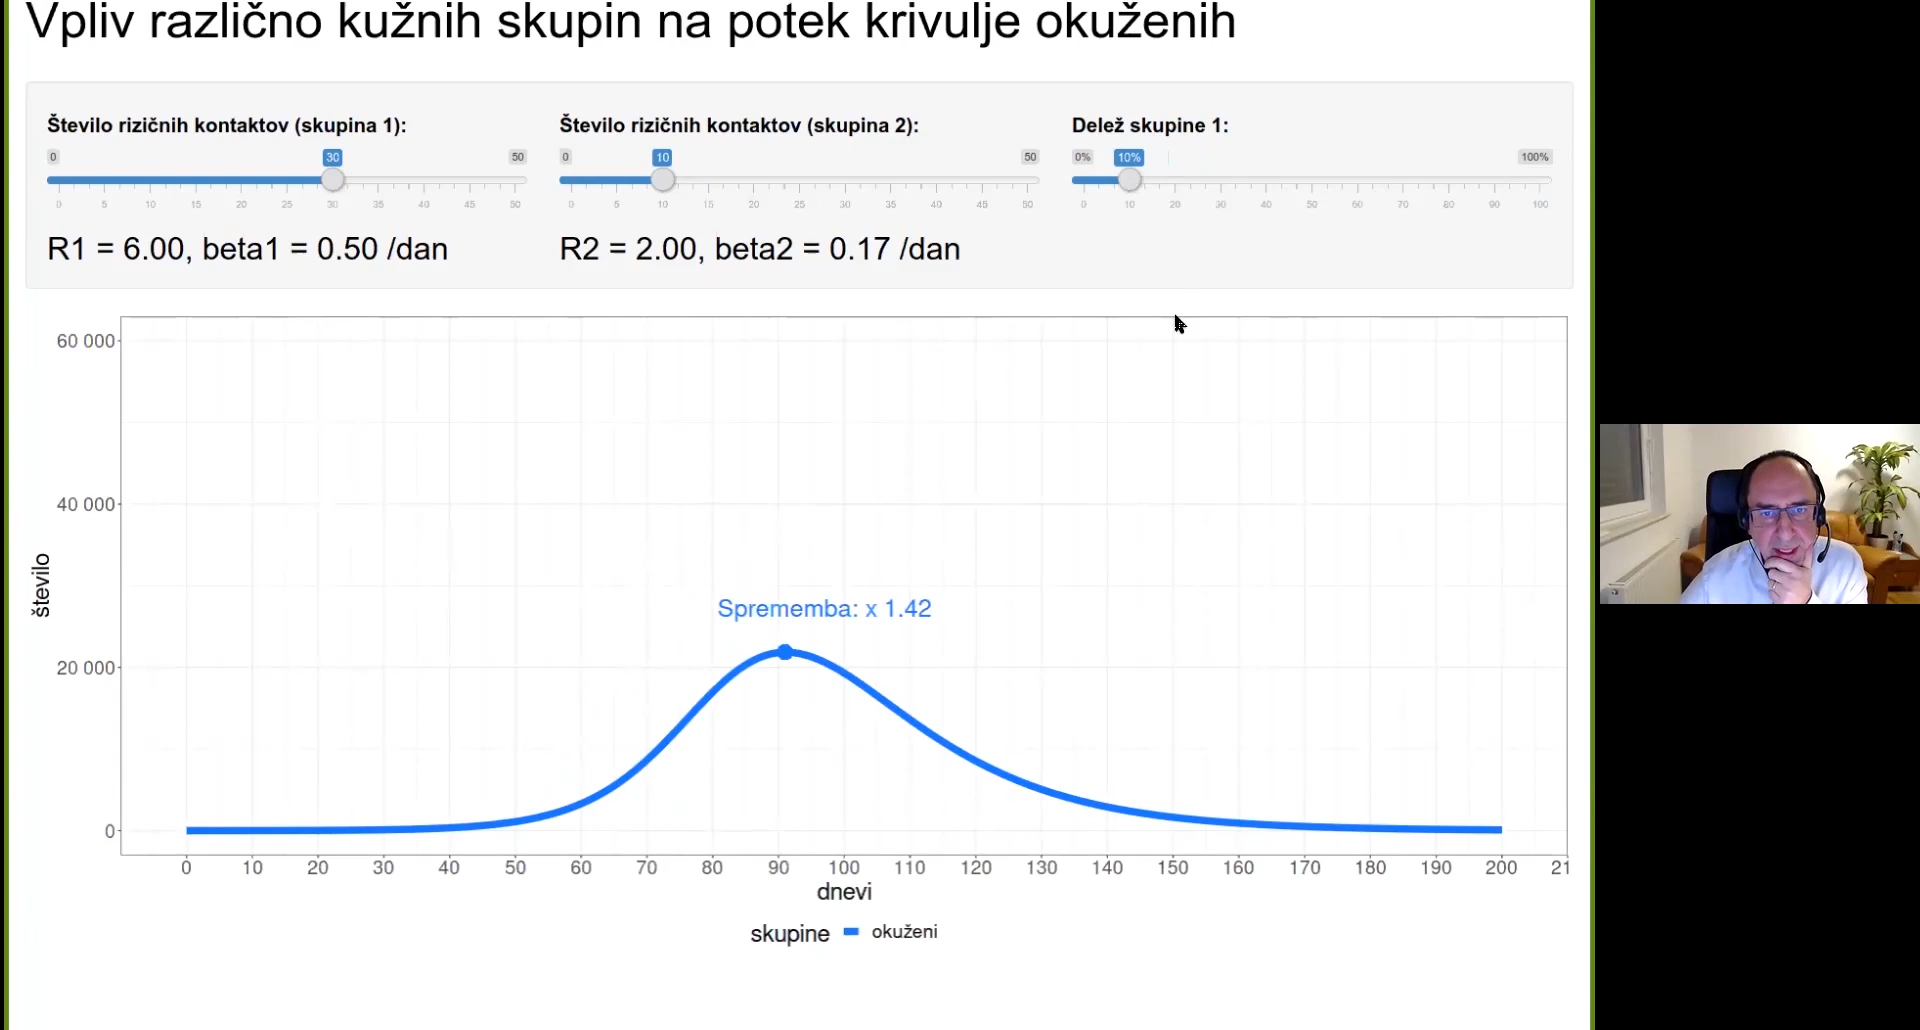 Vpliv različno kužnih skupin na potek krivulje okuženih
Število rizičnih kontaktov (skupina 1): Število rizičnih kontaktov (skupina 2): Delež skupine 1:
0 30 50 0 10 50 0% 10% 100%
0 5 10 15 20 25 30 35 40 45 50 0 5 10 15 20 25 30 35 40 45 50 0 10 20 30 40 50 60 70 80 90 100
R1 = 6.00, beta1 = 0.50 /dan R2 = 2.00, beta2 = 0.17 /dan
60 000
40 000
število
Sprememba: x 1.42
20 000
0
0 10 20 30 40 50 60 70 80 90 100 110 120 130 140 150 160 170 180 190 200 21
dnevi
skupine okuženi